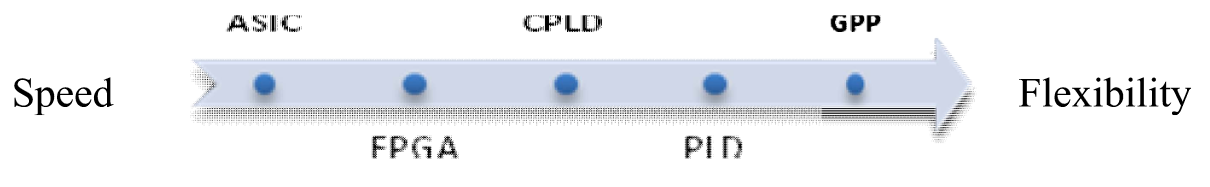 ASIC CPLD GPP
Speed Flexibility
FPGA PLD